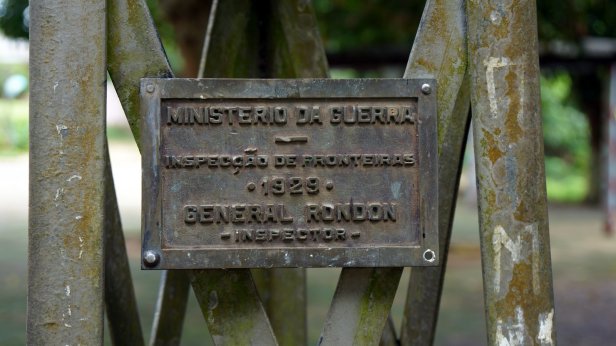 MINISTERIO DA GUERRA
—
INSPECÇÃO DE FRONTEIRAS
·1929·
GENERAL RONDON
-INSPECTOR-